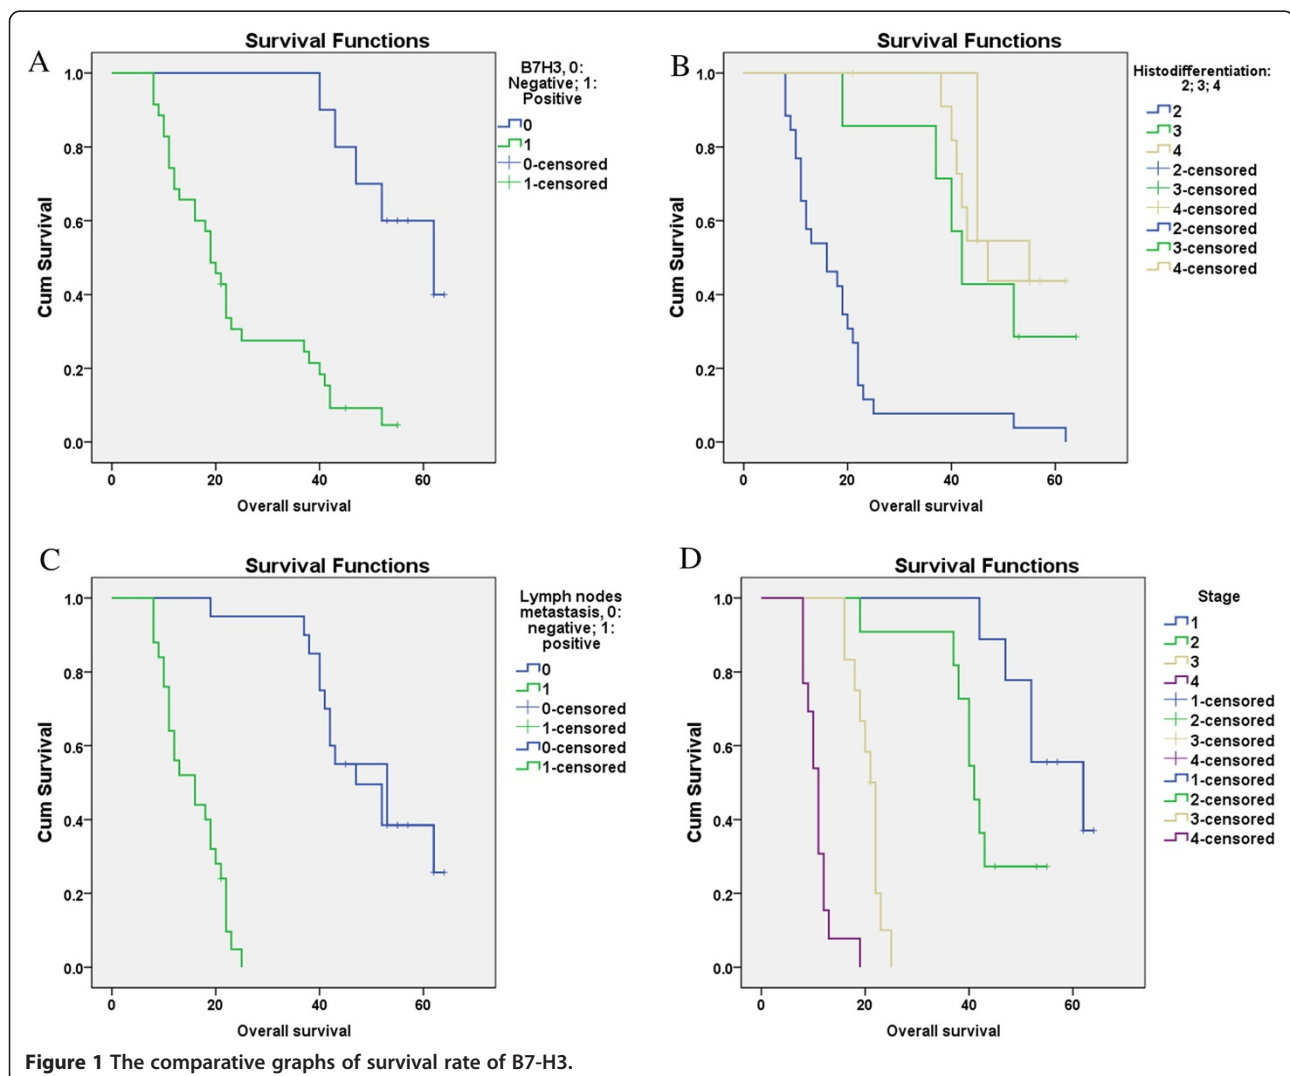 A
Survival Functions
B7H3, 0:
Negative; 1:
Positive
0
1
0-censored
1-censored
Cum Survival
1.0
0.8
0.6
0.4
0.2
0.0
0 20 40 60
Overall survival
B
Survival Functions
Histodifferentiation:
2; 3; 4
2
3
4
2-censored
3-censored
4-censored
2-censored
3-censored
4-censored
Cum Survival
1.0
0.8
0.6
0.4
0.2
0.0
0 20 40 60
Overall survival
C
Survival Functions
Lymph nodes
metastasis, 0:
negative; 1:
positive
0
1
0-censored
1-censored
0-censored
1-censored
Cum Survival
1.0
0.8
0.6
0.4
0.2
0.0
0 20 40 60
Overall survival
D
Survival Functions
Stage
1
2
3
4
1-censored
2-censored
3-censored
4-censored
1-censored
2-censored
3-censored
4-censored
Cum Survival
1.0
0.8
0.6
0.4
0.2
0.0
0 20 40 60
Overall survival
Figure 1 The comparative graphs of survival rate of B7-H3.